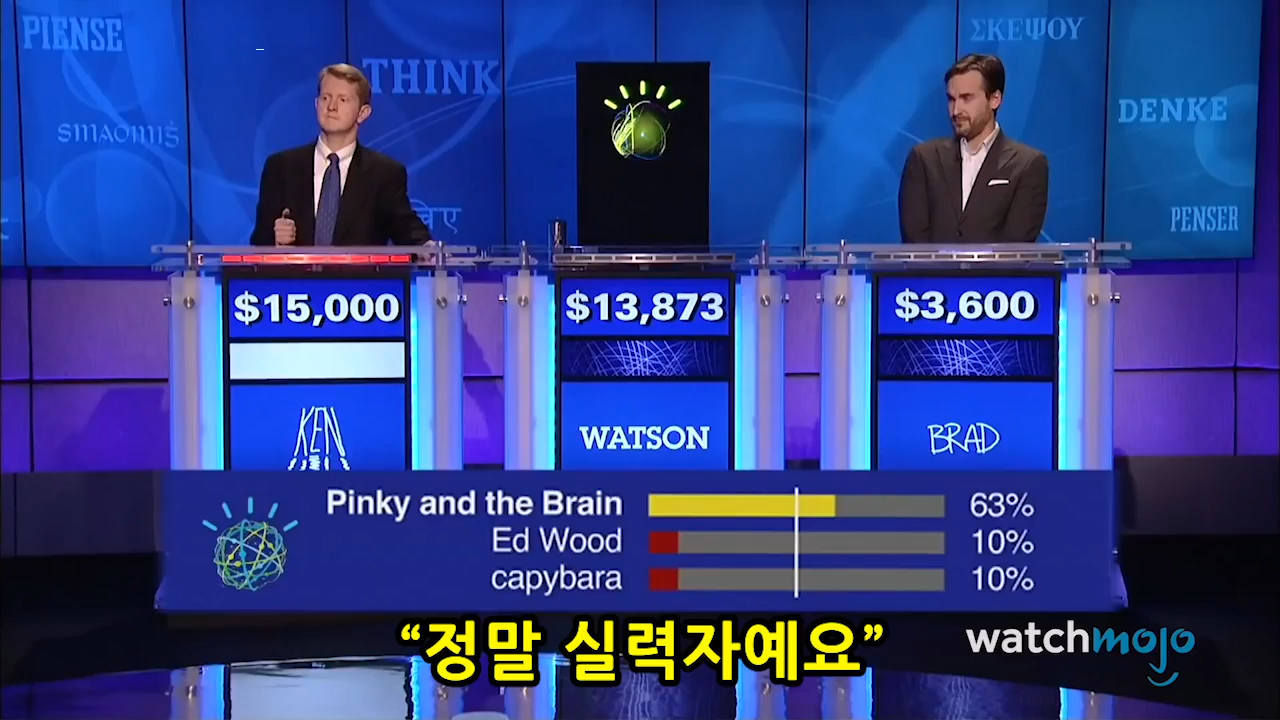 PIENSE
THINK
ΣΚΕΨΟΥ
DENKE
smaoınıġ
PENSER
$15,000
$13,873
$3,600
KEN
WATSON
BRAD
Pinky and the Brain 63%
Ed Wood 10%
capybara 10%
“정말 실력자예요”
watchmojo